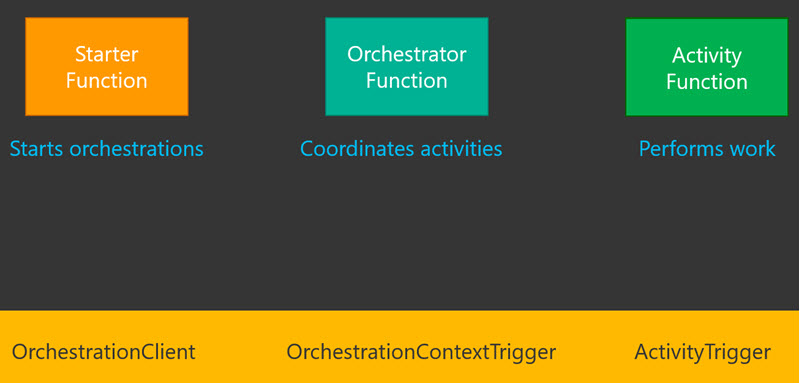 Starter
Function
Orchestrator
Function
Activity
Function
Starts orchestrations
Coordinates activities
Performs work
OrchestrationClient
OrchestrationContextTrigger
ActivityTrigger